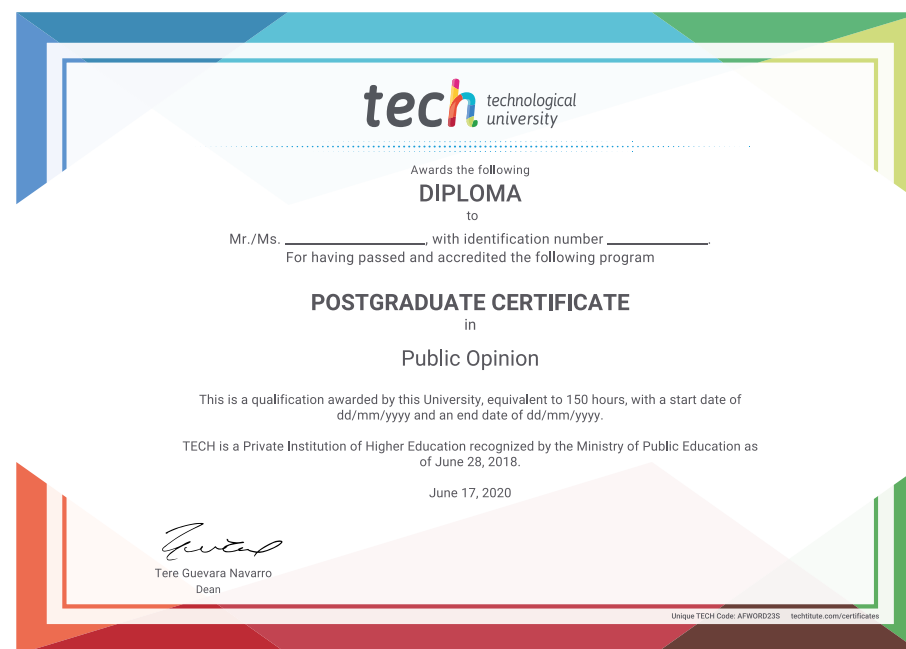 tech technological
university
Awards the following
DIPLOMA
to
Mr./Ms. ____________________, with identification number ______________.
For having passed and accredited the following program
POSTGRADUATE CERTIFICATE
in
Public Opinion
This is a qualification awarded by this University, equivalent to 150 hours, with a start date of
dd/mm/yyyy and an end date of dd/mm/yyyy.
TECH is a Private Institution of Higher Education recognized by the Ministry of Public Education as
of June 28, 2018.
June 17, 2020
Tere Guevara Navarro
Dean
Unique TECH Code: AFWORD23S techtitute.com/certificates